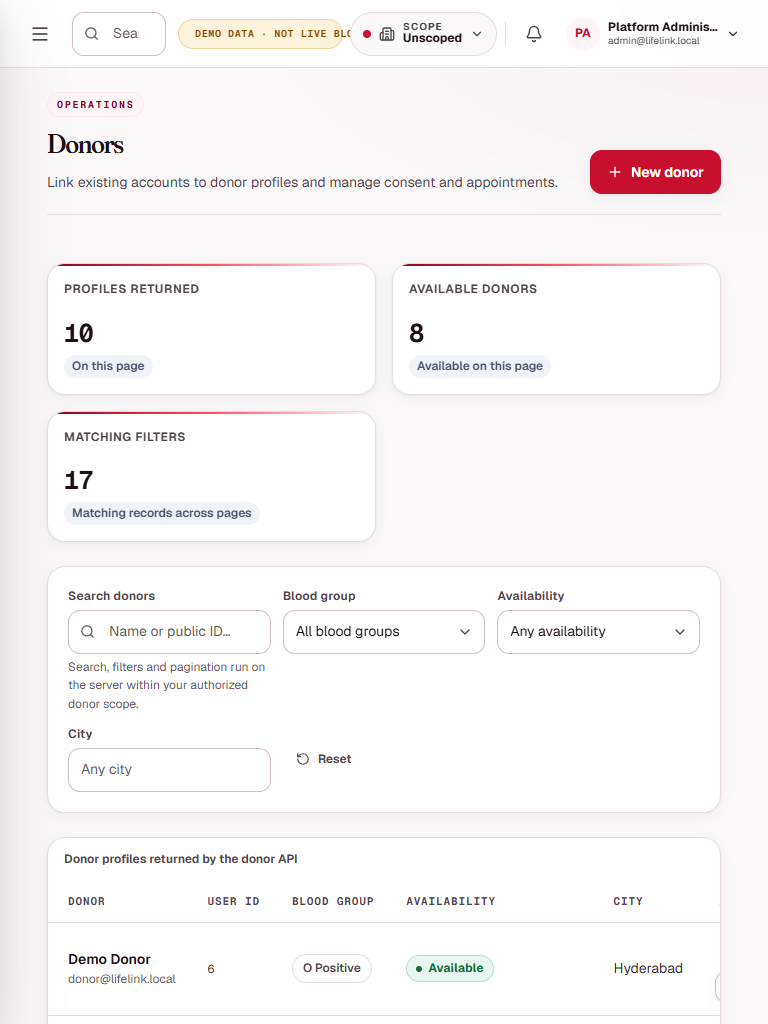 Sea
DEMO DATA · NOT LIVE BLO
SCOPE
Unscoped
PA
Platform Adminis...
admin@lifelink.local
OPERATIONS
Donors
Link existing accounts to donor profiles and manage consent and appointments.
New donor
PROFILES RETURNED
10
On this page
AVAILABLE DONORS
8
Available on this page
MATCHING FILTERS
17
Matching records across pages
Search donors
Name or public ID...
Search, filters and pagination run on
the server within your authorized
donor scope.
Blood group
All blood groups
Availability
Any availability
City
Any city
Reset
Donor profiles returned by the donor API
DONOR USER ID BLOOD GROUP AVAILABILITY CITY
Demo Donor
donor@lifelink.local
6
O Positive
Available
Hyderabad